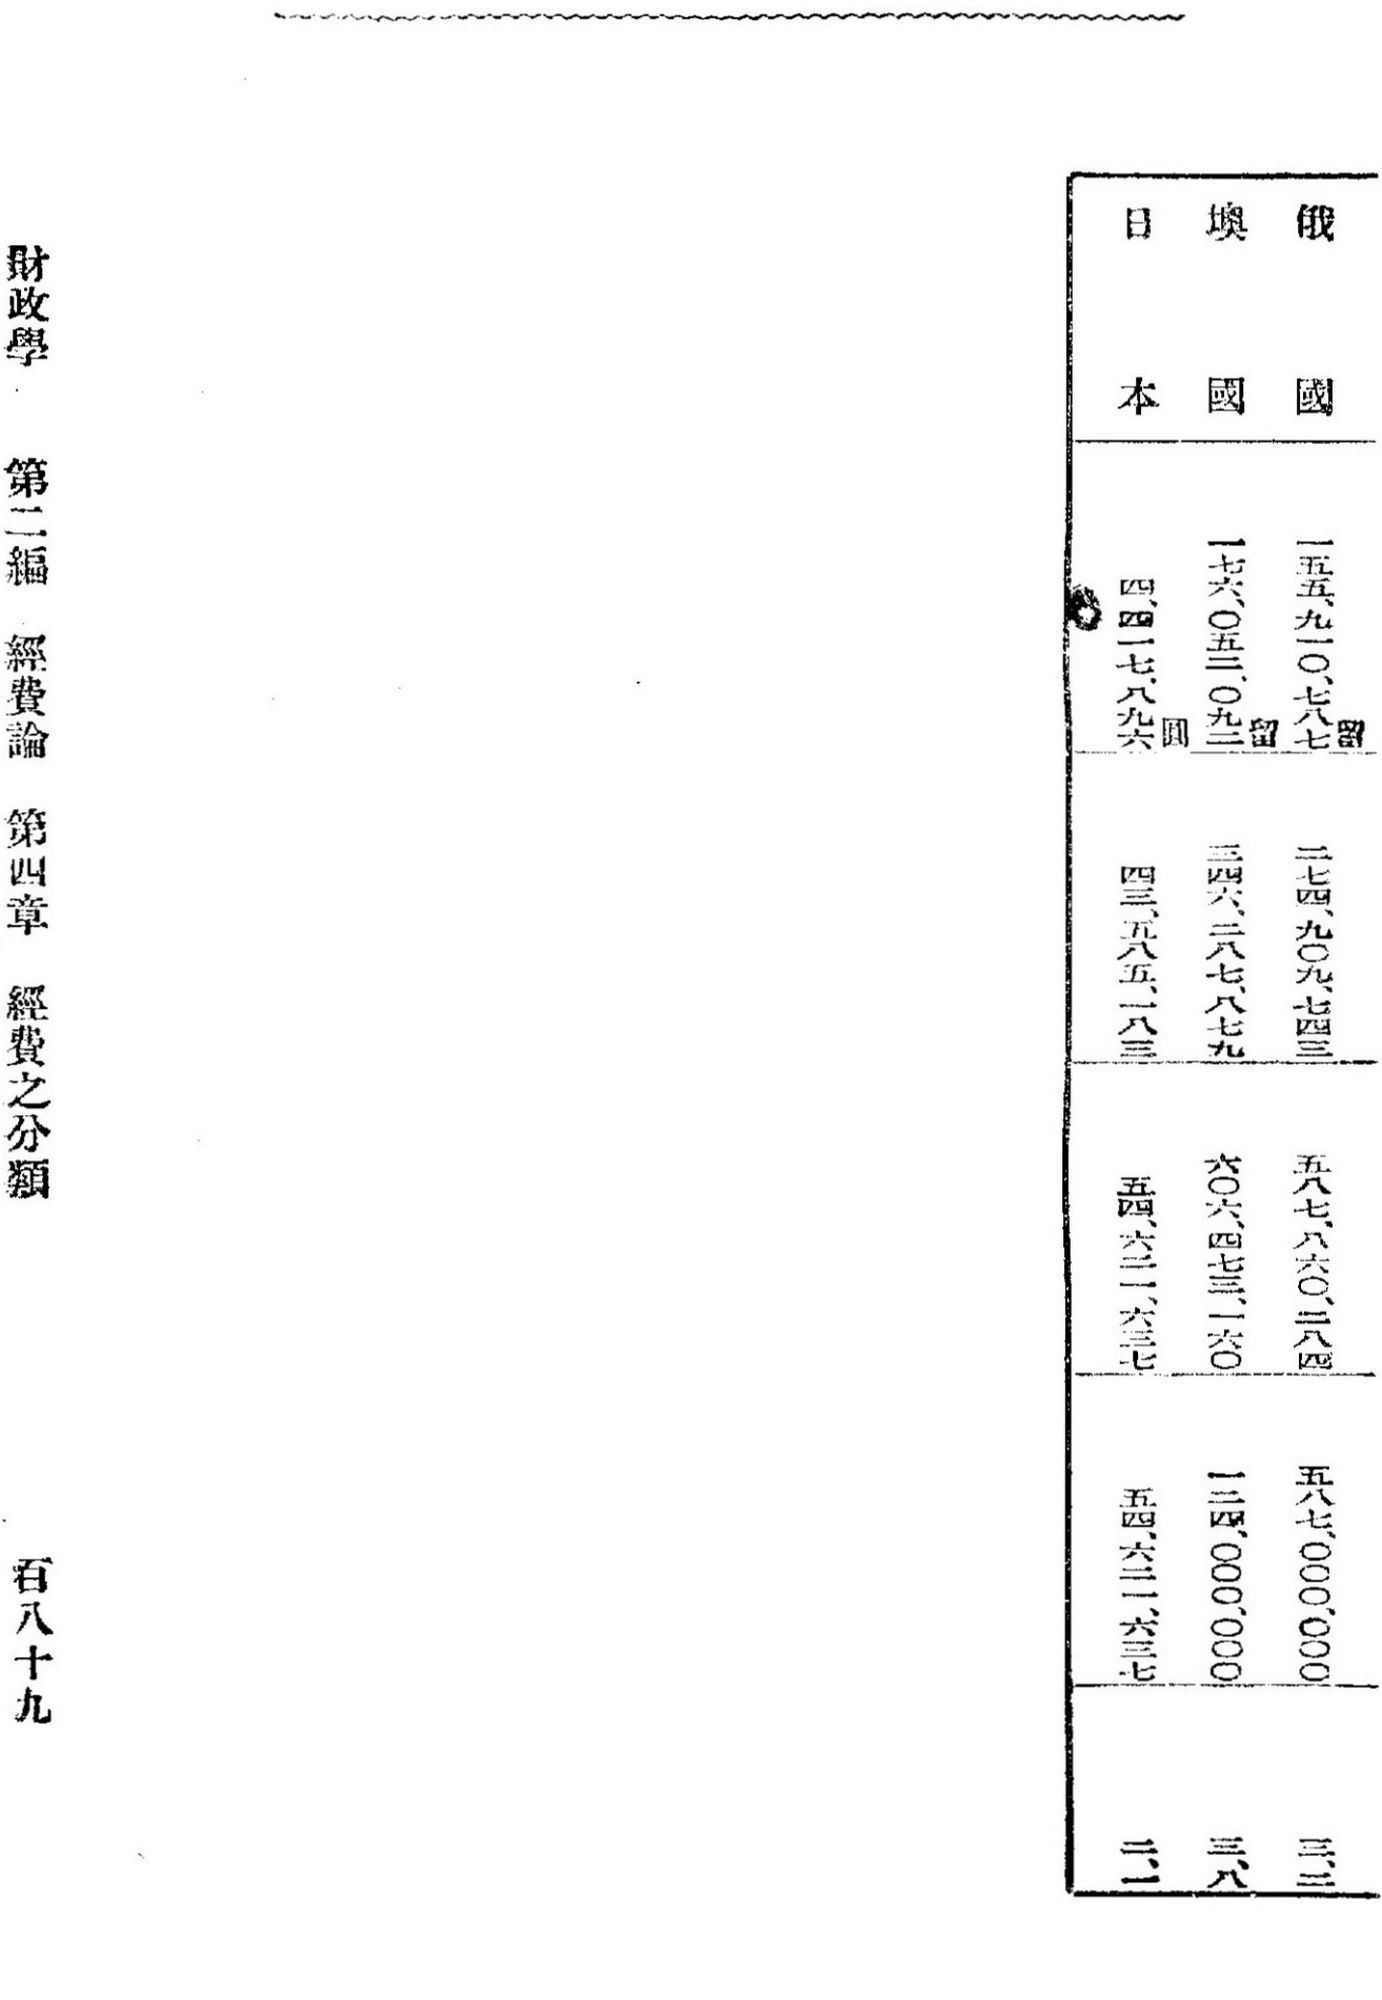 俄國 留 一五五、九一〇、七八七 二七四、九〇九、七四三 五八七、八六〇、二八四 五八七、〇〇〇、〇〇〇 三、三
墺國 留 一七六、〇五二、〇九二 三四六、二八七、八七九 六〇六、四七三、一六〇 一二四、〇〇〇、〇〇〇 三、八
日本 圓 四、四一七、八九六 四三、五八五、一八三 五四、六二一、六三七 五四、六二一、六三七 二、一
財政學 第二編 經費論 第四章 經費之分類 百八十九